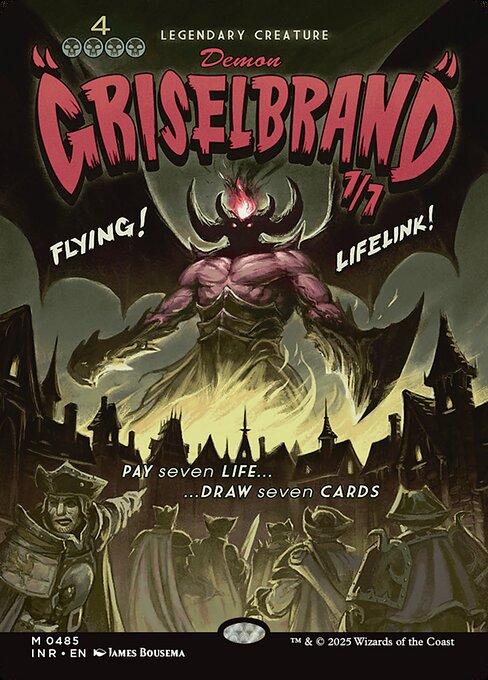 4
LEGENDARY CREATURE
Demon
"GRISELBRAND"
7/7
FLYING!
LIFELINK!
PAY seven LIFE...
...DRAW seven CARDS
M 0485
INR • EN JAMES BOUSEMA
™ & © 2025 Wizards of the Coast